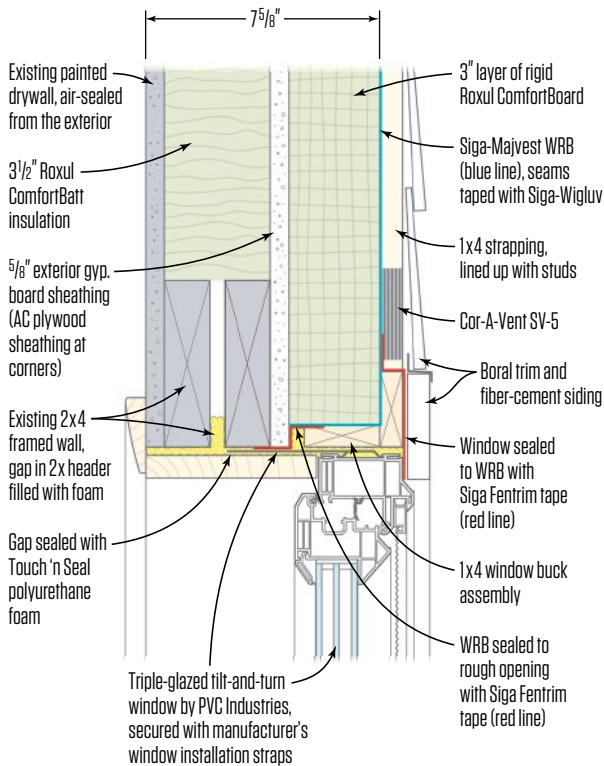 7 5/8"
Existing painted
drywall, air-sealed
from the exterior
3 1/2" Roxul
ComfortBatt
insulation
5/8" exterior gyp.
board sheathing
(AC plywood
sheathing at
corners)
Existing 2x4
framed wall,
gap in 2x header
filled with foam
Gap sealed with
Touch 'n Seal
polyurethane
foam
Triple-glazed tilt-and-turn
window by PVC Industries,
secured with manufacturer's
window installation straps
3" layer of rigid
Roxul ComfortBoard
Siga-Majvest WRB
(blue line), seams
taped with Siga-Wigluv
1x4 strapping,
lined up with studs
Cor-A-Vent SV-5
Boral trim and
fiber-cement siding
Window sealed
to WRB with
Siga Fentrim tape
(red line)
1x4 window buck
assembly
WRB sealed to
rough opening
with Siga Fentrim
tape (red line)